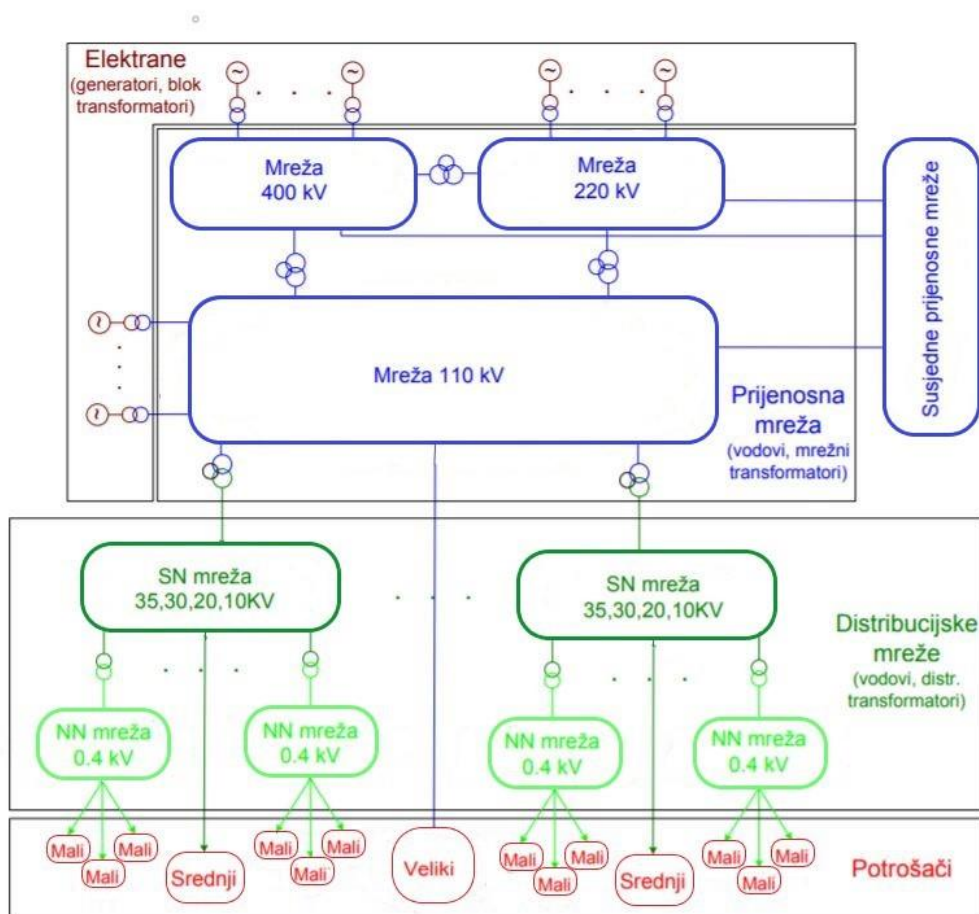 Elektrane
(generatori, blok
transformatori)
~
~
~
~
Mreža
400 kV
Mreža
220 kV
Susjedne prijenosne mreže
~
~
Mreža 110 kV
Prijenosna
mreža
(vodovi, mrežni
transformatori)
SN mreža
35,30,20,10KV
SN mreža
35,30,20,10KV
Distribucijske
mreže
(vodovi, distr.
transformatori)
NN mreža
0.4 kV
NN mreža
0.4 kV
NN mreža
0.4 kV
NN mreža
0.4 kV
Mali
Mali
Mali
Srednji
Mali
Mali
Mali
Veliki
Mali
Mali
Mali
Srednji
Mali
Mali
Mali
Potrošači